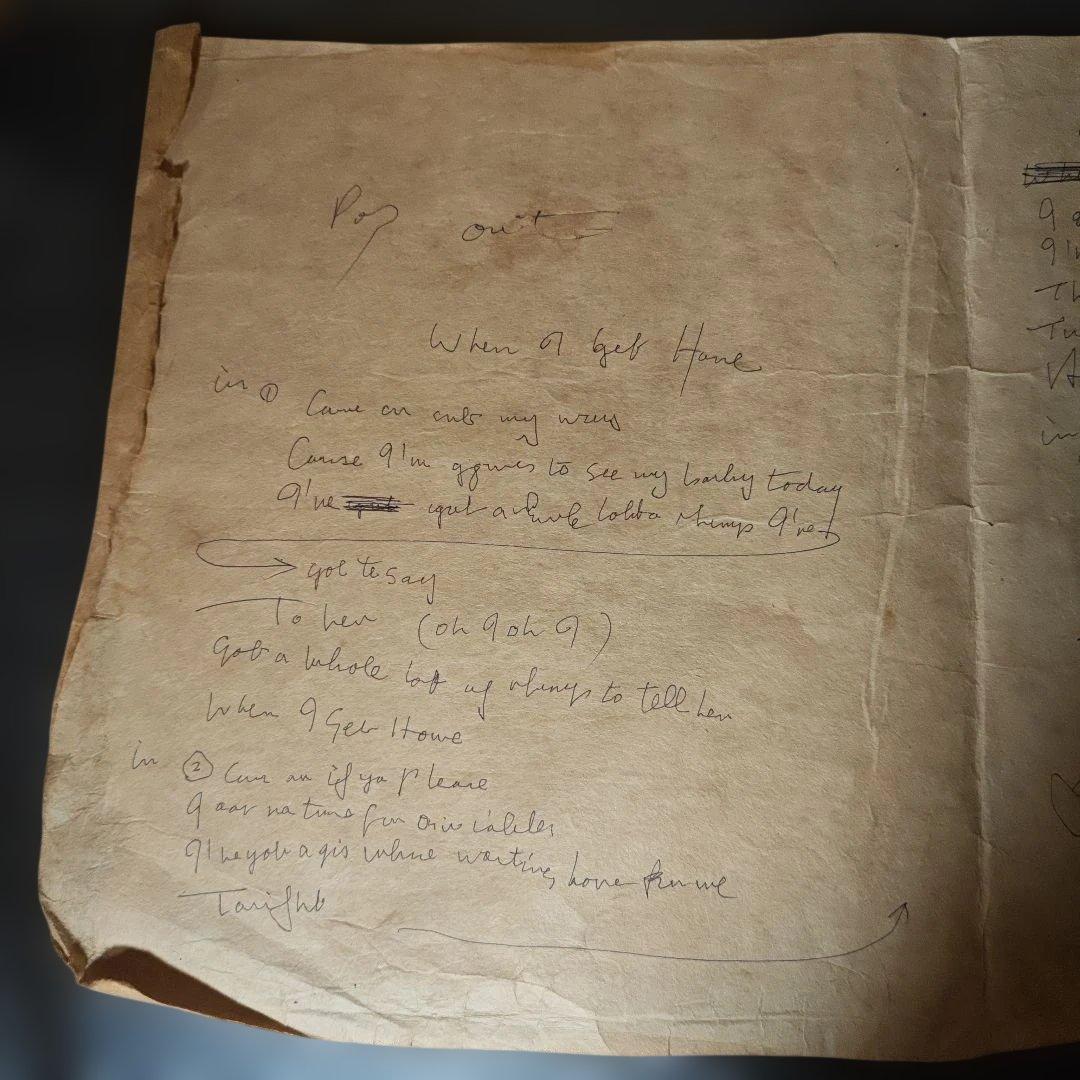 Pop out
When I Get Home
in ① Come on out my way
Cause I'm gonna to see my baby today
I've got a whole lotta things I've
got to say
To her (oh I oh I)
Got a whole lot of things to tell her
When I Get Home
in ② Come on if ya please
I got no time for trivialities
I've got a girl who's waiting home for me
Tonight
I
I'm
in